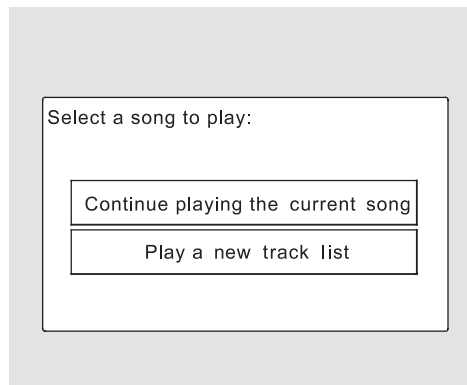 Select a song to play:
Continue playing the current song
Play a new track list